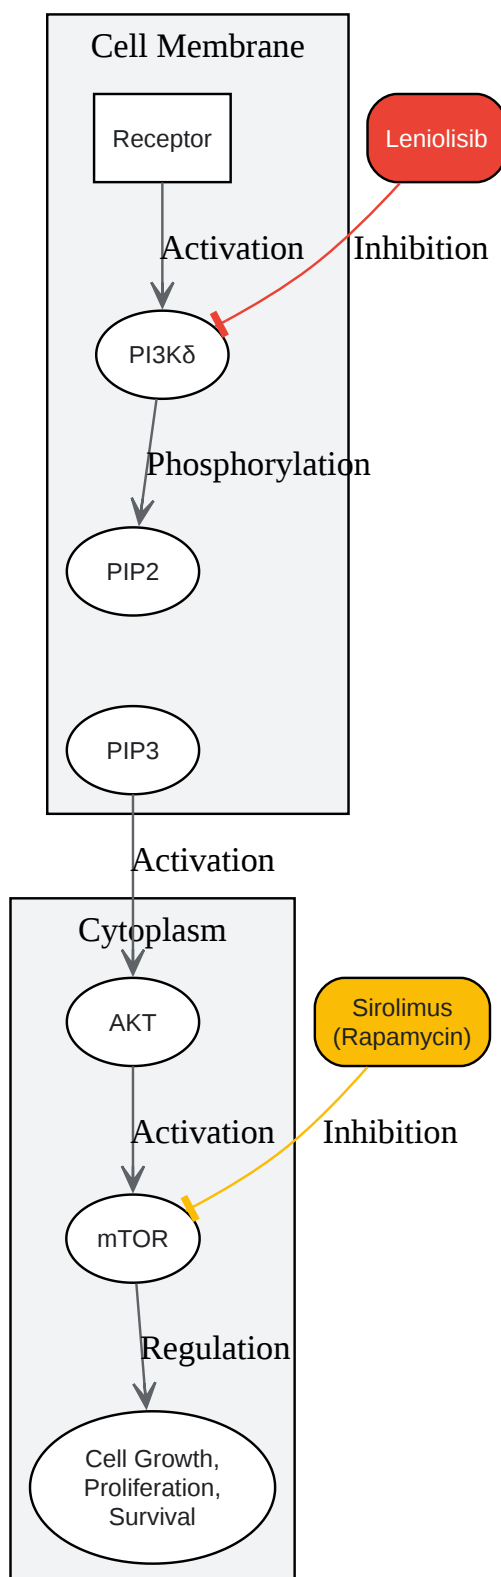 Cell Membrane
Receptor
Leniolisib
Activation
Inhibition
PI3Kδ
Phosphorylation
PIP2
PIP3
Activation
Cytoplasm
AKT
Sirolimus
(Rapamycin)
Activation
Inhibition
mTOR
Regulation
Cell Growth,
Proliferation,
Survival